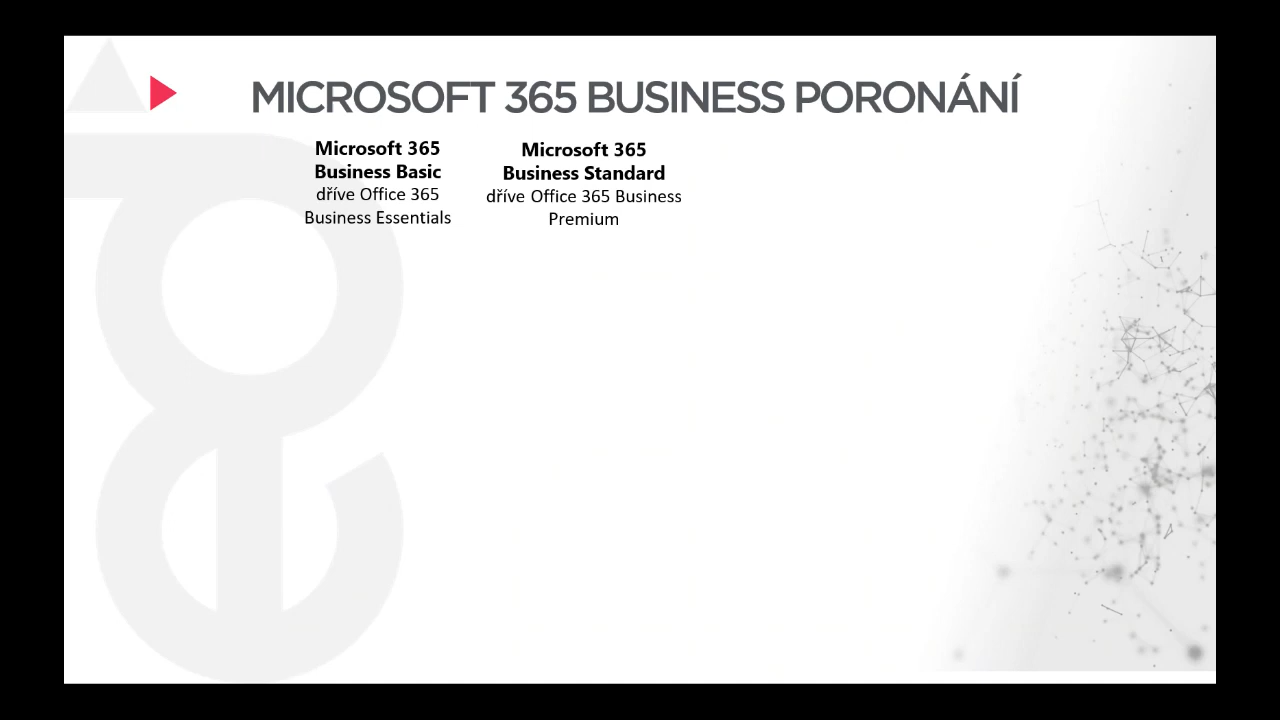 MICROSOFT 365 BUSINESS PORONÁNÍ
Microsoft 365
Business Basic
dříve Office 365
Business Essentials
Microsoft 365
Business Standard
dříve Office 365 Business
Premium